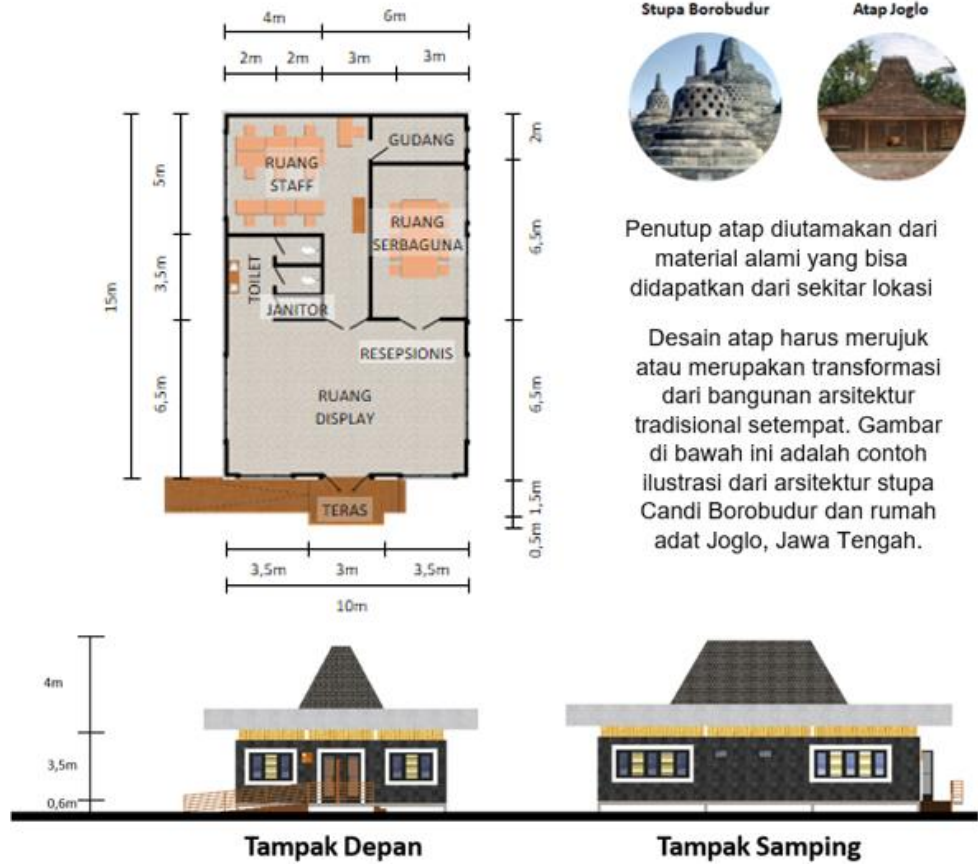 4m
6m
2m
2m
3m
3m
15m
5m
3,5m
6,5m
2m
6,5m
6,5m
1,5m
0,5m
GUDANG
RUANG
STAFF
RUANG
SERBAGUNA
TOILET
JANITOR
RESEPSIONIS
RUANG
DISPLAY
TERAS
3,5m
3m
3,5m
10m
Stupa Borobudur
Atap Joglo
Penutup atap diutamakan dari
material alami yang bisa
didapatkan dari sekitar lokasi
Desain atap harus merujuk
atau merupakan transformasi
dari bangunan arsitektur
tradisional setempat. Gambar
di bawah ini adalah contoh
ilustrasi dari arsitektur stupa
Candi Borobudur dan rumah
adat Joglo, Jawa Tengah.
4m
3,5m
0,6m
Tampak Depan
Tampak Samping